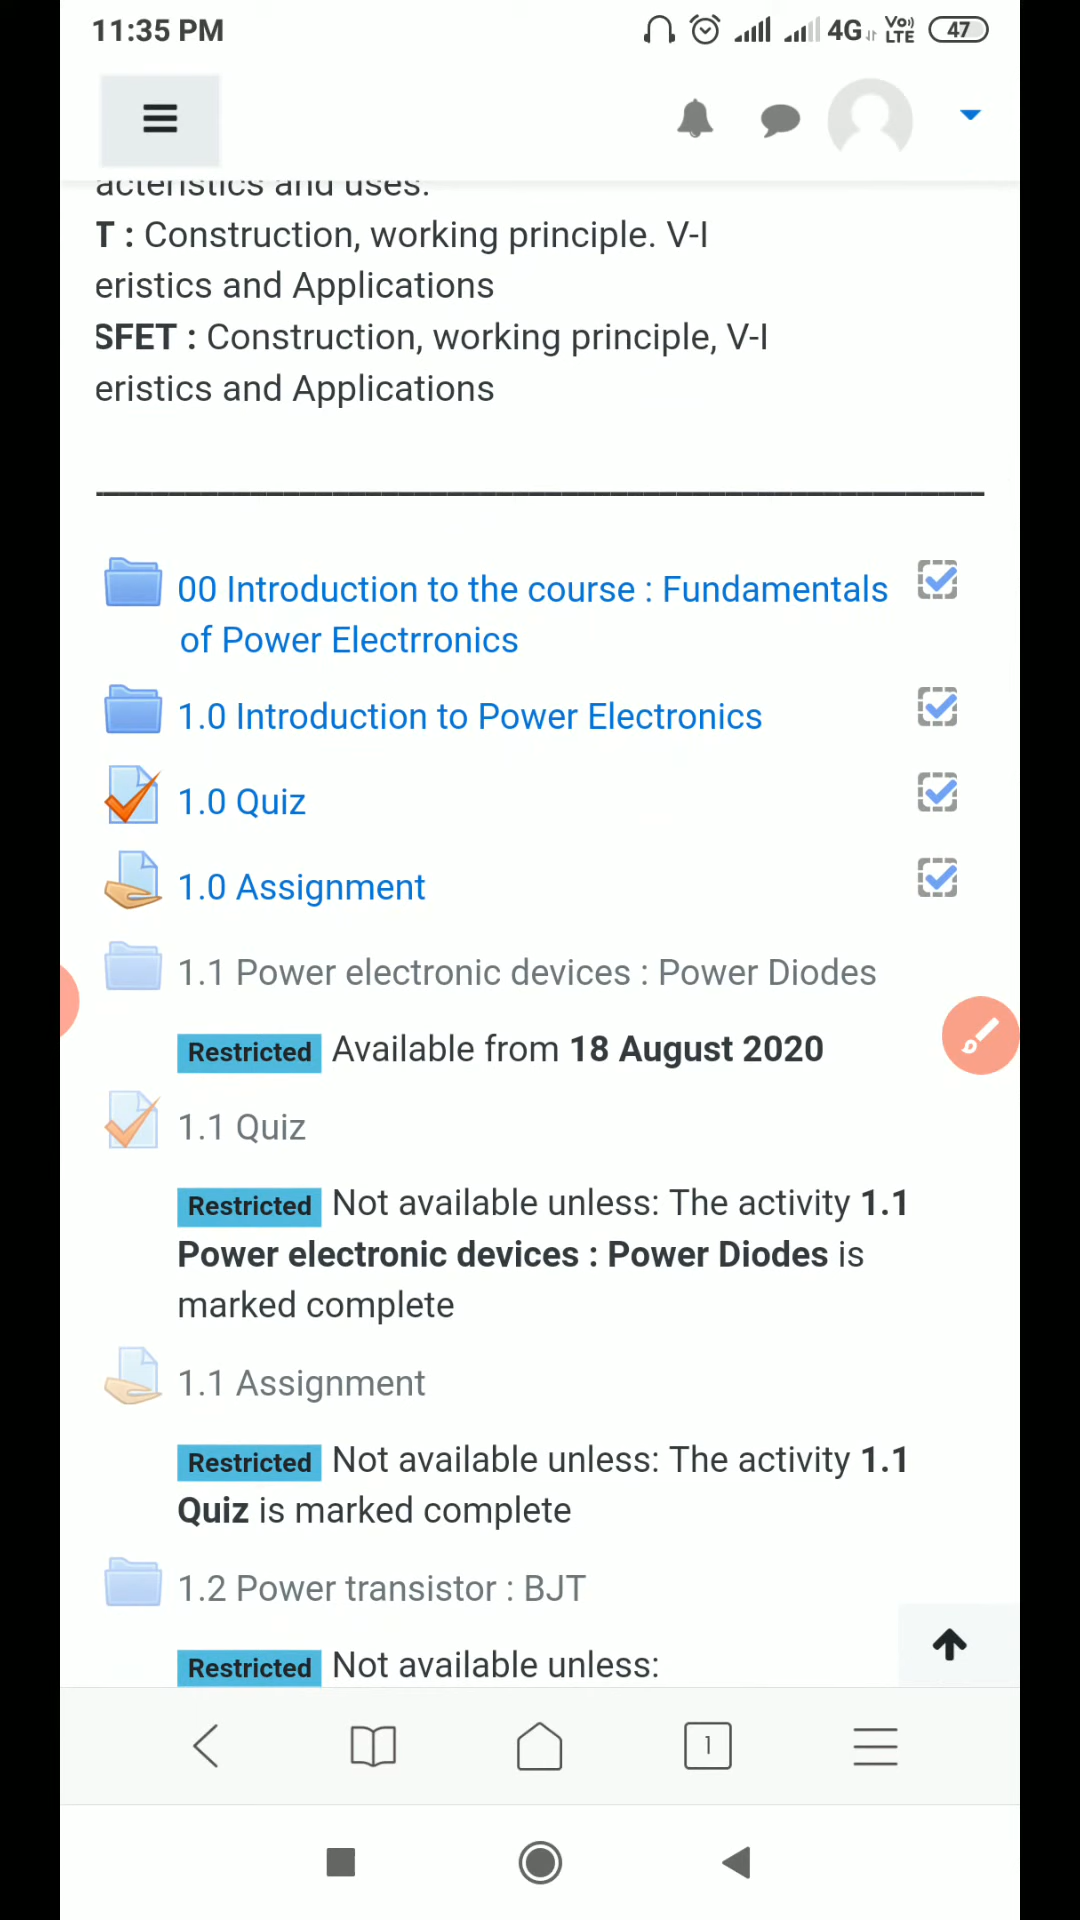 11:35 PM 4G Vo)) LTE 47
acteristics and uses.
T : Construction, working principle. V-I
eristics and Applications
SFET : Construction, working principle, V-I
eristics and Applications
00 Introduction to the course : Fundamentals
of Power Electrronics
1.0 Introduction to Power Electronics
1.0 Quiz
1.0 Assignment
1.1 Power electronic devices : Power Diodes
Restricted Available from 18 August 2020
1.1 Quiz
Restricted Not available unless: The activity 1.1
Power electronic devices : Power Diodes is
marked complete
1.1 Assignment
Restricted Not available unless: The activity 1.1
Quiz is marked complete
1.2 Power transistor : BJT
Restricted Not available unless:
1